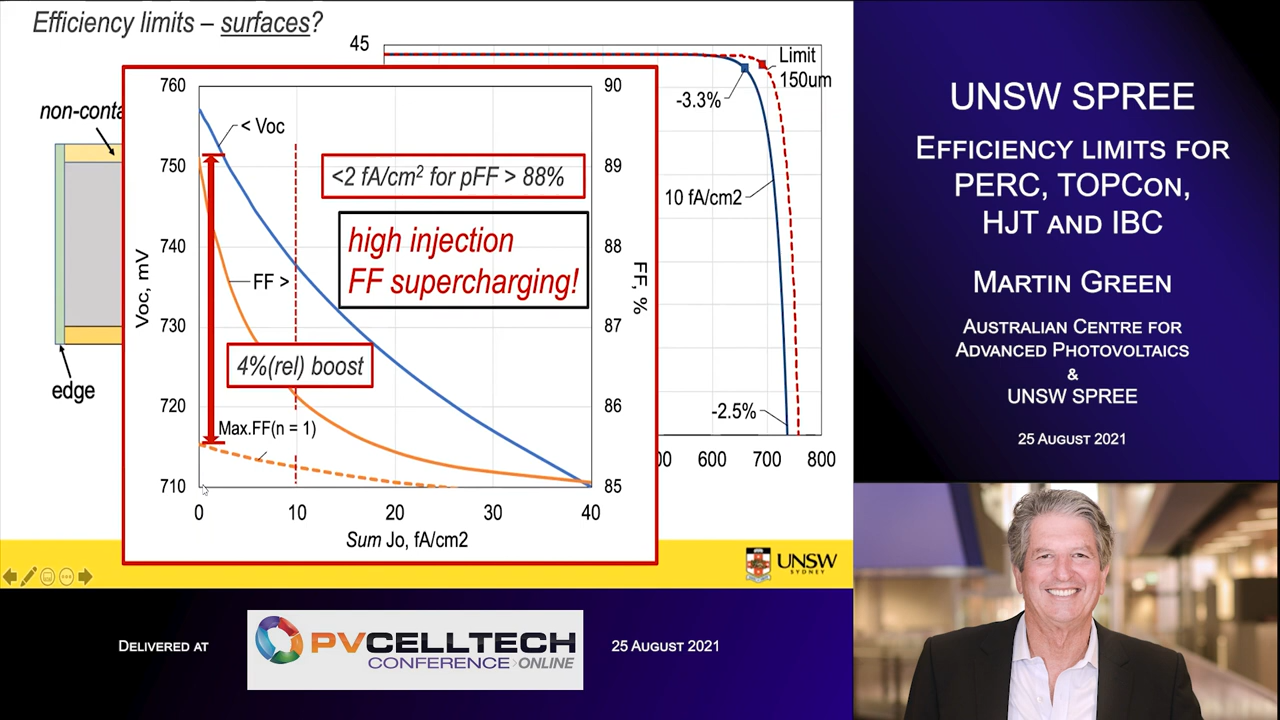 Efficiency limits – surfaces?
45
Limit
150um
-3.3%
10 fA/cm2
-2.5%
600
700
800
non-conta
edge
760
750
740
730
720
710
Voc, mV
90
89
88
87
86
85
FF, %
< Voc
<2 fA/cm2 for pFF > 88%
high injection
FF supercharging!
FF >
4%(rel) boost
Max.FF(n = 1)
0
10
20
30
40
Sum Jo, fA/cm2
UNSW
SYDNEY
UNSW SPREE
EFFICIENCY LIMITS FOR
PERC, TOPCON,
HJT AND IBC
MARTIN GREEN
AUSTRALIAN CENTRE FOR
ADVANCED PHOTOVOLTAICS
&
UNSW SPREE
25 AUGUST 2021
DELIVERED AT
PVCELLTECH
CONFERENCE>ONLINE
25 AUGUST 2021